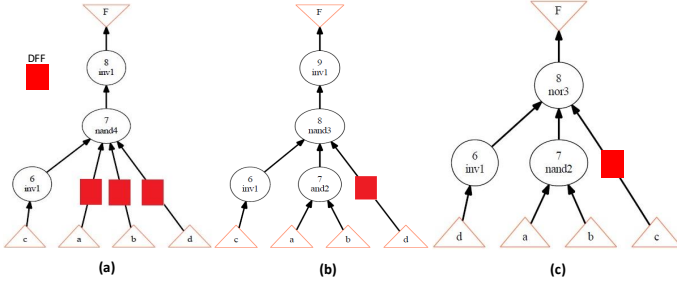 F
F
F
DFF
8
inv1
9
inv1
8
nor3
7
nand4
8
nand3
6
inv1
6
inv1
7
and2
6
inv1
7
nand2
c
a
b
d
c
a
b
d
d
a
b
c
(a)
(b)
(c)